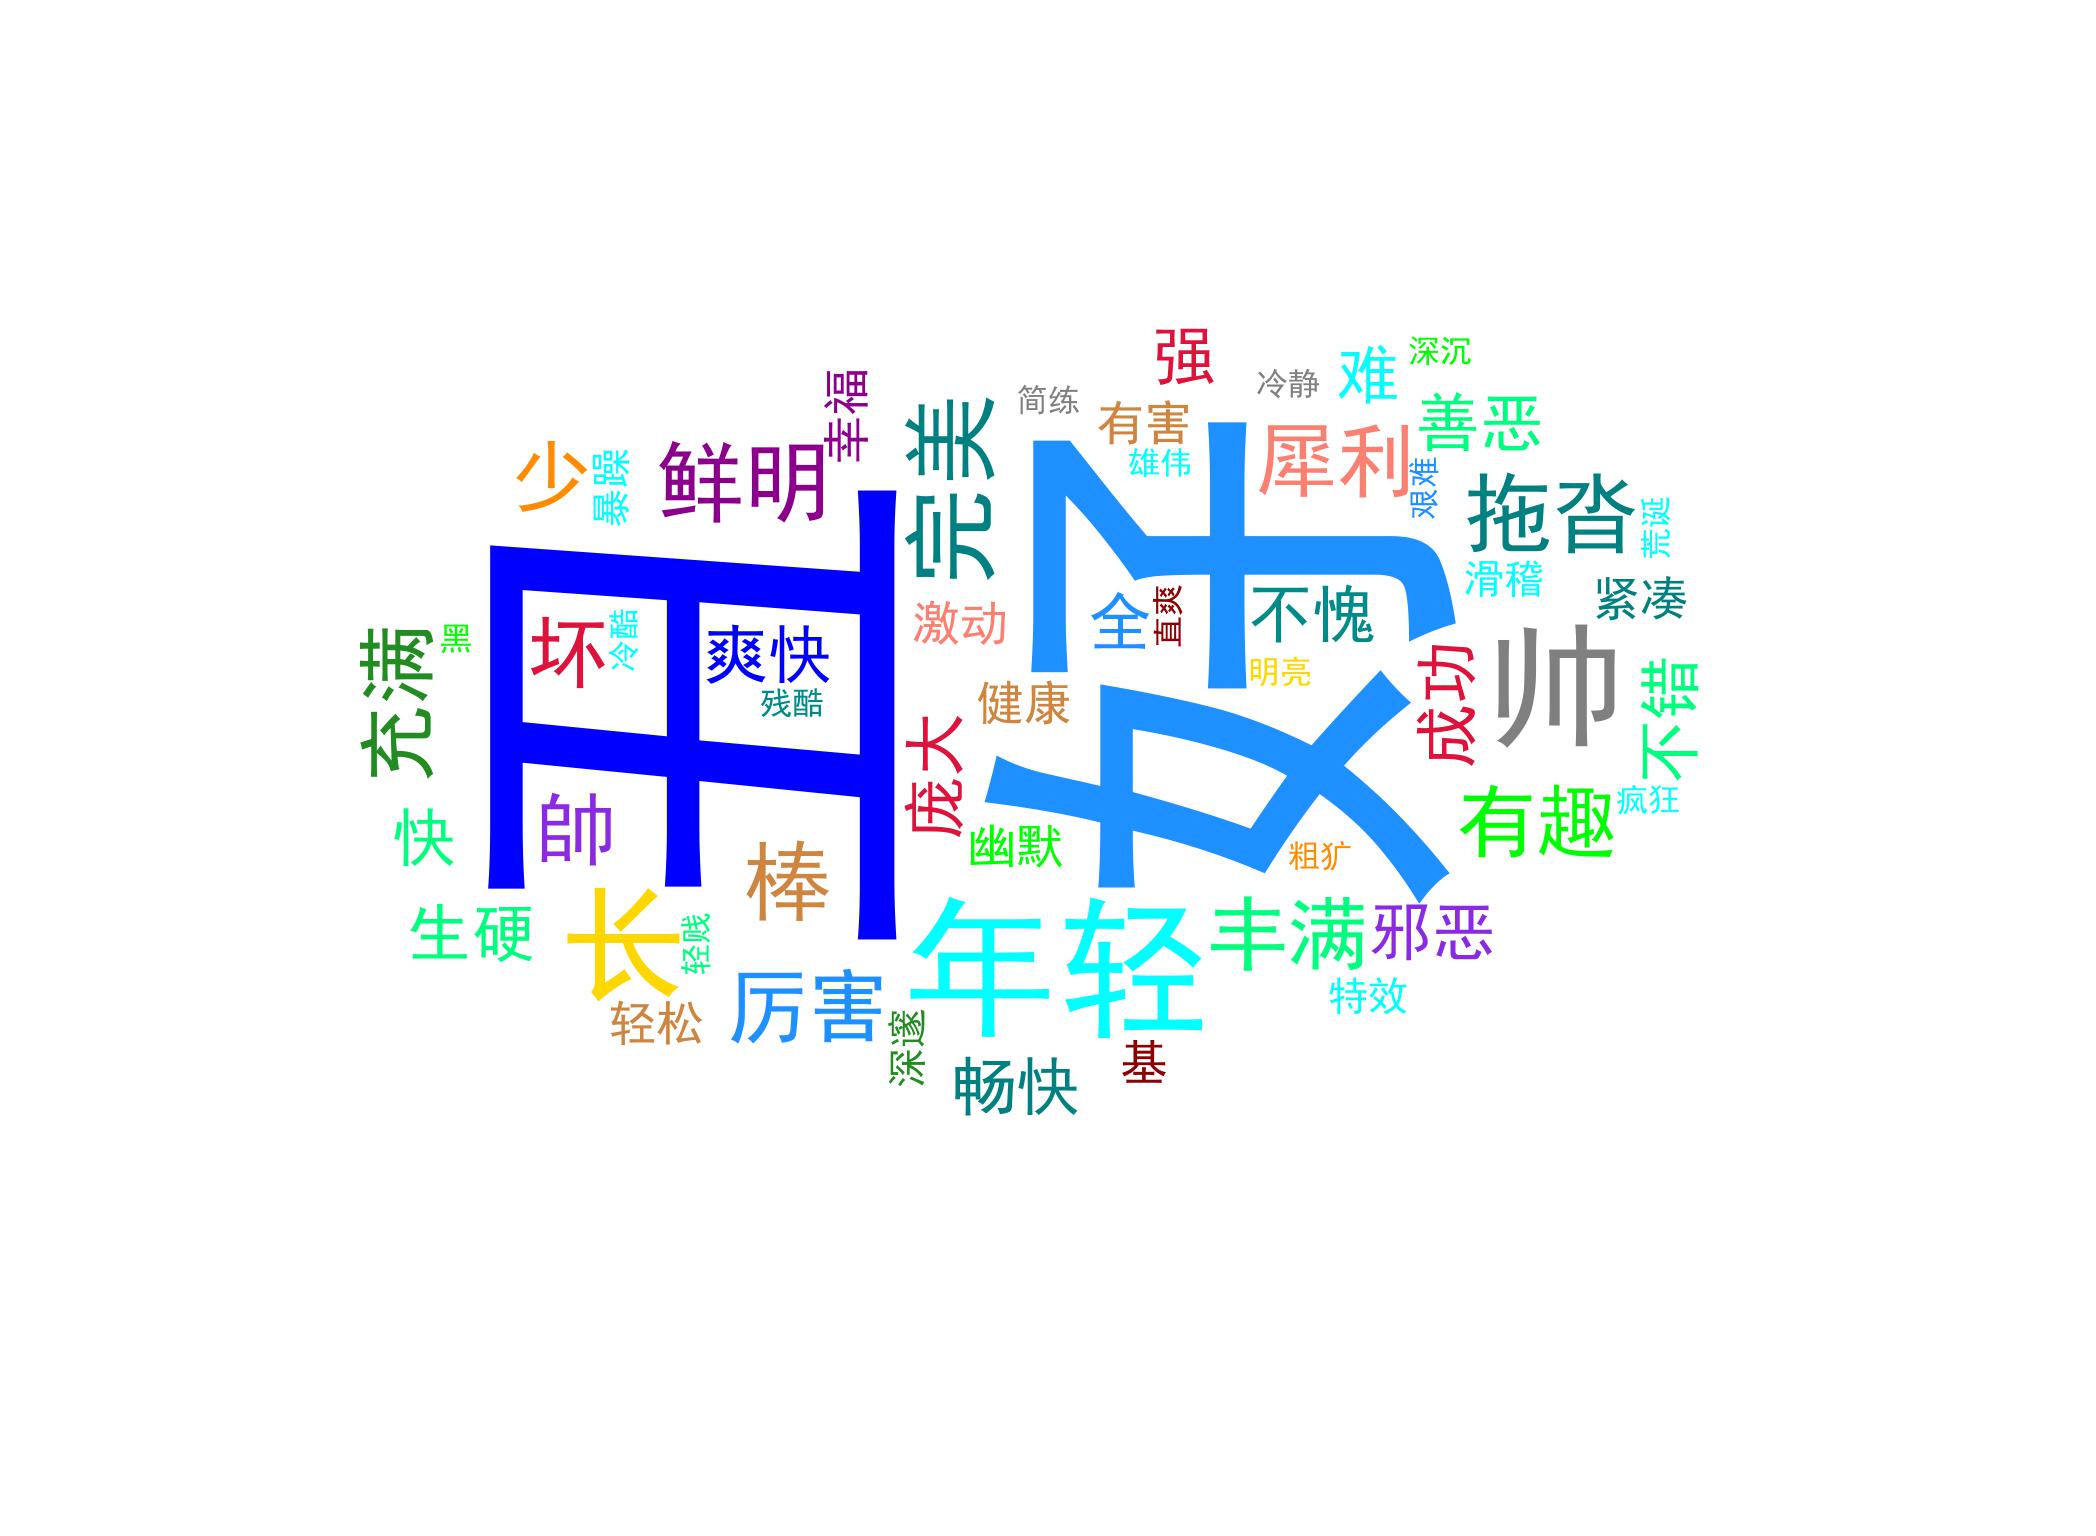 强
难
深沉
冷静
简练
幸福
有害
善恶
完美
雄伟
犀利
少
暴躁
鲜明
艰难
拖沓
荒诞
滑稽
紧凑
丑
好
坏
冷酷
爽快
残酷
激动
全
直爽
不愧
明亮
健康
充满
黑
庞大
成功
帅
不错
有趣
疯狂
快
帥
棒
幽默
粗犷
生硬
长
轻贱
年轻
丰满
邪恶
轻松
厉害
深邃
特效
畅快
基